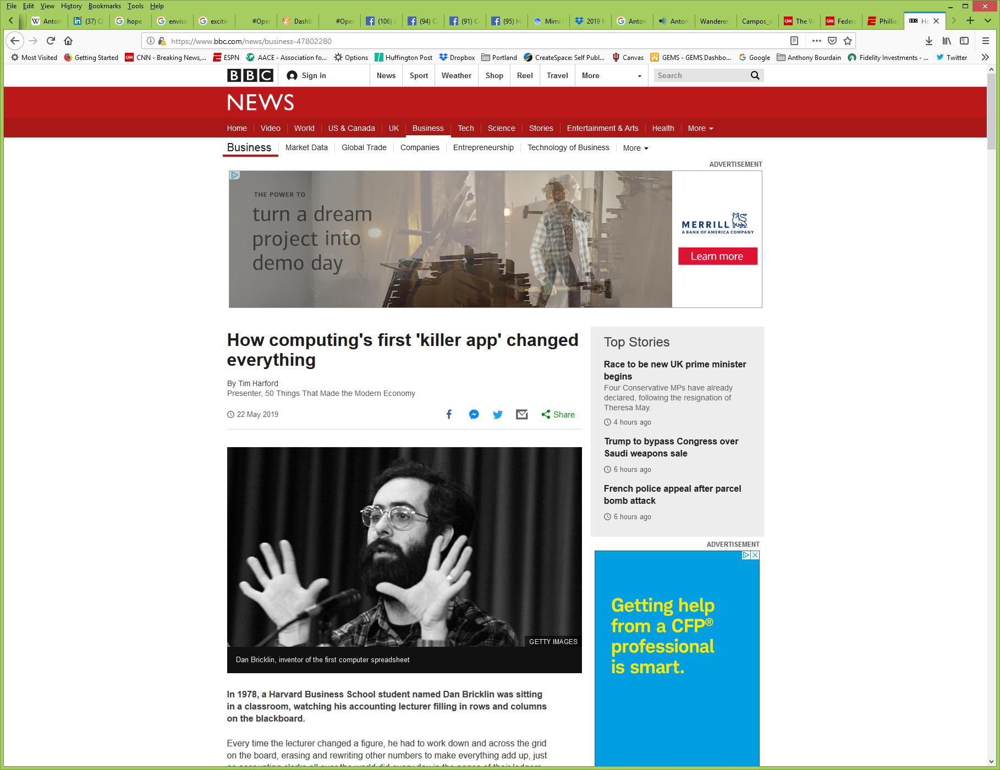 File Edit View History Bookmarks Tools Help
Anton (37) Q hope envisio excitin #Oper Dashb #Oper (106) (94) C (91) C (95) H Mimi 2019 M Anton Anton Wanderer, Campos_d The V Federa Phillie Ho
https://www.bbc.com/news/business-47802280
Most Visited Getting Started CNN - Breaking News,... ESPN AACE - Association fo... Options Huffington Post Dropbox Portland CreateSpace: Self Publ... Canvas GEMS - GEMS Dashbo... Google Anthony Bourdain Fidelity Investments - ... Twitter
BBC Sign in News Sport Weather Shop Reel Travel More Search
NEWS
Home Video World US & Canada UK Business Tech Science Stories Entertainment & Arts Health More
Business Market Data Global Trade Companies Entrepreneurship Technology of Business More
ADVERTISEMENT
THE POWER TO
turn a dream
project into
demo day
MERRILL
A BANK OF AMERICA COMPANY
Learn more
How computing's first 'killer app' changed
everything
By Tim Harford
Presenter, 50 Things That Made the Modern Economy
22 May 2019
Share
GETTY IMAGES
Dan Bricklin, inventor of the first computer spreadsheet
In 1978, a Harvard Business School student named Dan Bricklin was sitting
in a classroom, watching his accounting lecturer filling in rows and columns
on the blackboard.
Every time the lecturer changed a figure, he had to work down and across the grid
on the board, erasing and rewriting other numbers to make everything add up, just
Top Stories
Race to be new UK prime minister
begins
Four Conservative MPs have already
declared, following the resignation of
Theresa May.
4 hours ago
Trump to bypass Congress over
Saudi weapons sale
6 hours ago
French police appeal after parcel
bomb attack
6 hours ago
ADVERTISEMENT
Getting help
from a CFP®
professional
is smart.